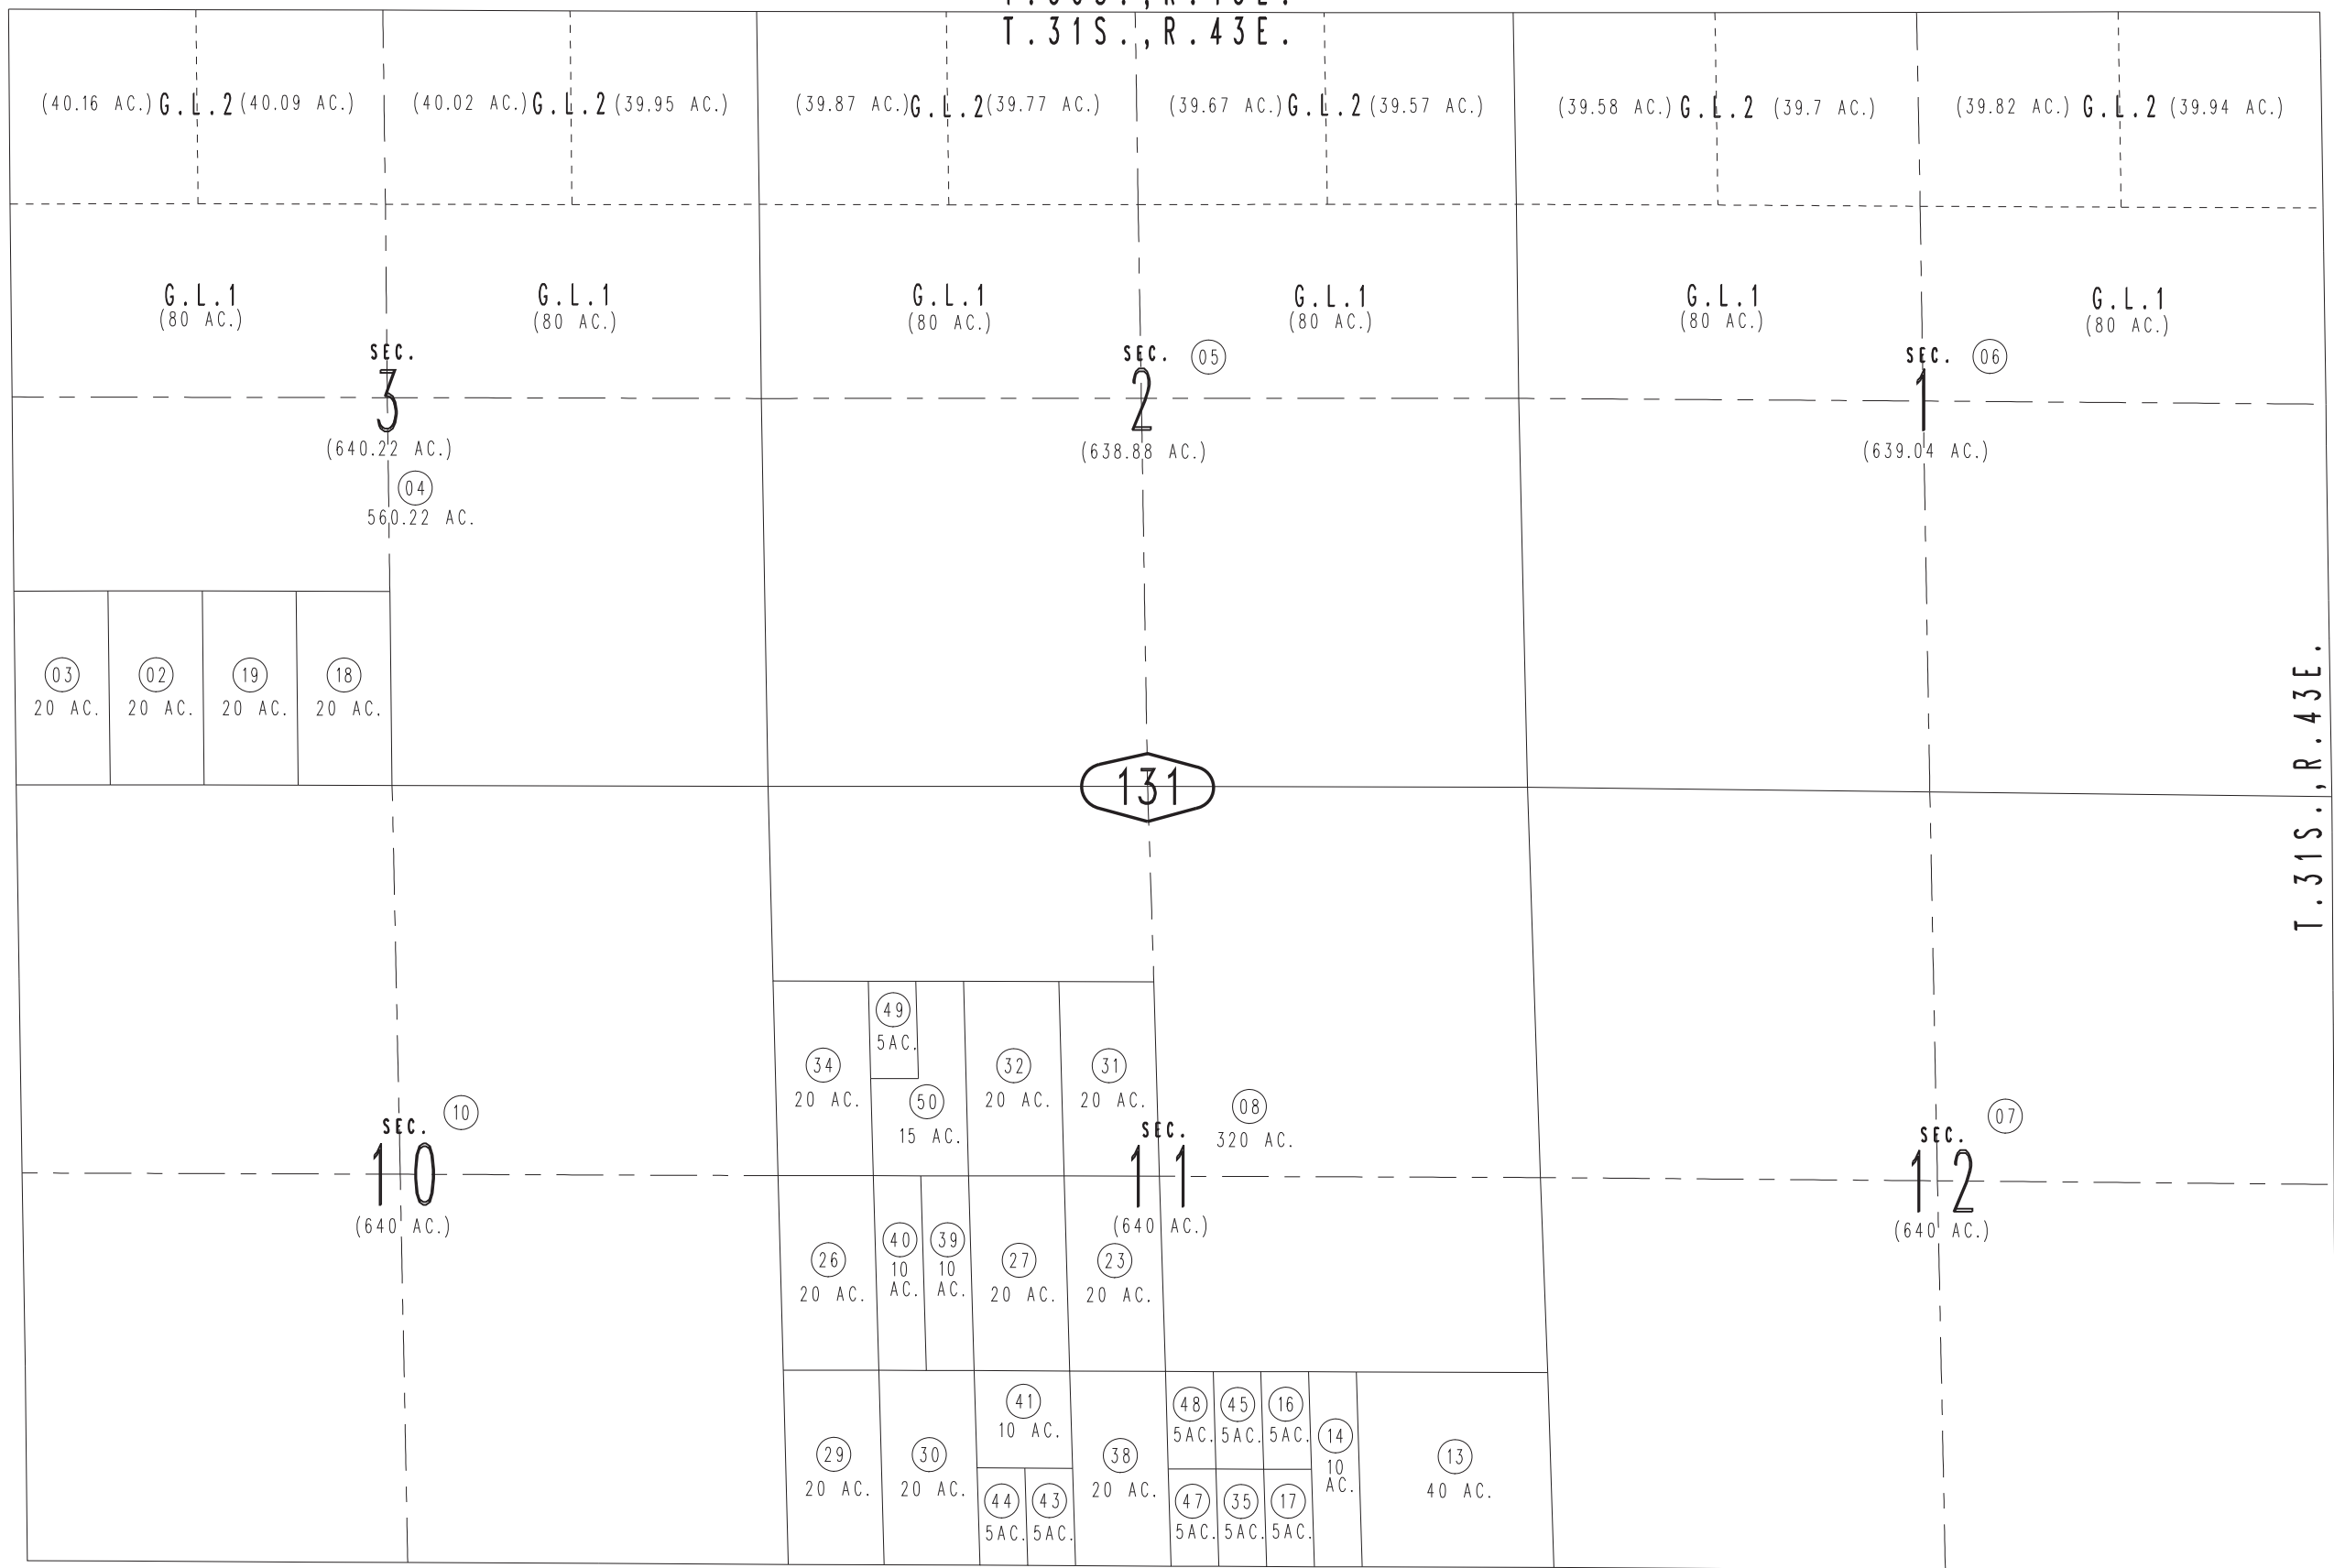 T.31S.,R.43E.
(40.16 AC.) G.L.2 (40.09 AC.)
(40.02 AC.) G.L.2 (39.95 AC.)
(39.87 AC.) G.L.2 (39.77 AC.)
(39.67 AC.) G.L.2 (39.57 AC.)
(39.58 AC.) G.L.2 (39.7 AC.)
(39.82 AC.) G.L.2 (39.94 AC.)
G.L.1
(80 AC.)
G.L.1
(80 AC.)
G.L.1
(80 AC.)
G.L.1
(80 AC.)
G.L.1
(80 AC.)
G.L.1
(80 AC.)
SEC.
3
(640.22 AC.)
04
560.22 AC.
SEC. 05
2
(638.88 AC.)
SEC. 06
1
(639.04 AC.)
03
20 AC.
02
20 AC.
19
20 AC.
18
20 AC.
T.31S.,R.43E.
131
34
20 AC.
49
5AC.
50
15 AC.
32
20 AC.
31
20 AC.
08
320 AC.
SEC. 10
10
(640 AC.)
SEC.
11
(640 AC.)
SEC. 07
12
(640 AC.)
26
20 AC.
40
10
AC.
39
10
AC.
27
20 AC.
23
20 AC.
29
20 AC.
30
20 AC.
41
10 AC.
44
5AC.
43
5AC.
38
20 AC.
48
5AC.
45
5AC.
16
5AC.
47
5AC.
35
5AC.
17
5AC.
14
10
AC.
13
40 AC.